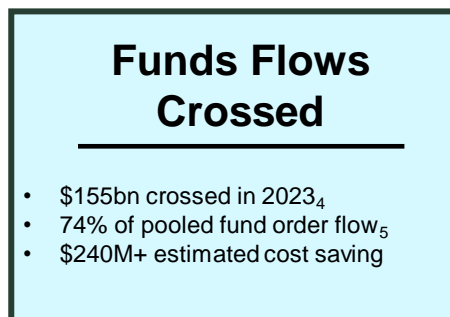 Funds Flows
Crossed
• $155bn crossed in 2023₄
• 74% of pooled fund order flow₅
• $240M+ estimated cost saving